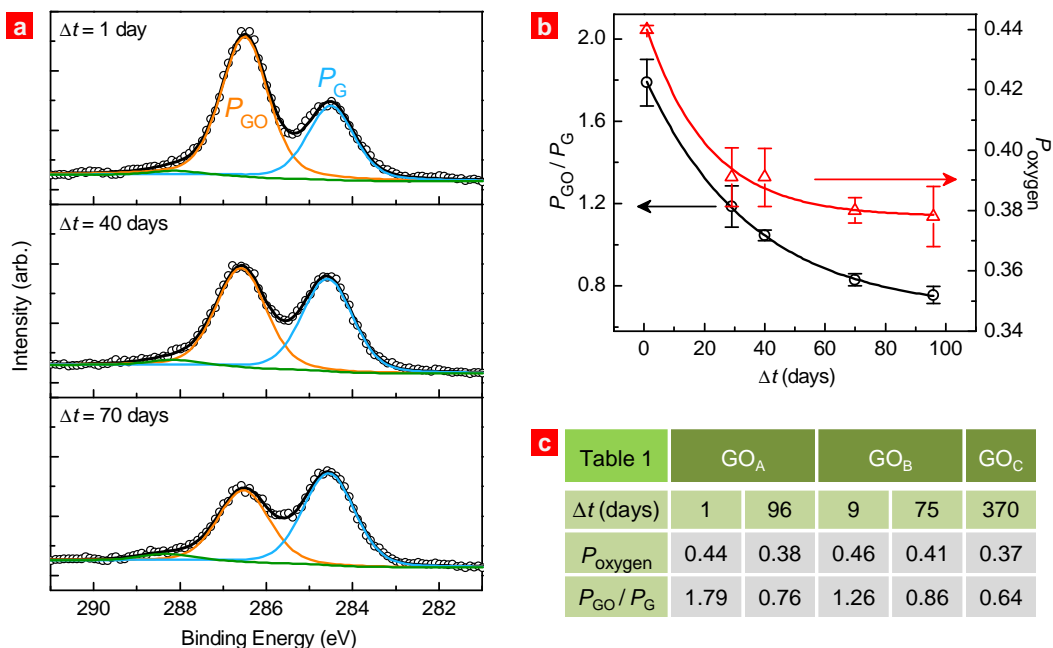 a
Δt = 1 day
P_GO
P_G
Δt = 40 days
Δt = 70 days
Intensity (arb.)
290 288 286 284 282
Binding Energy (eV)
b
2.0
1.6
1.2
0.8
P_GO / P_G
0.44
0.42
0.40
0.38
0.36
0.34
P_oxygen
0 20 40 60 80 100
Δt (days)
c
Table 1 GO_A GO_B GO_C
Δt (days) 1 96 9 75 370
P_oxygen 0.44 0.38 0.46 0.41 0.37
P_GO / P_G 1.79 0.76 1.26 0.86 0.64